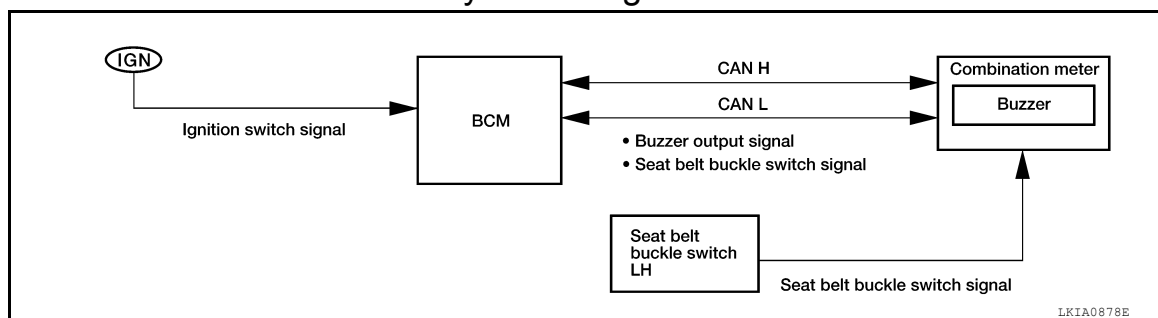 IGN
Ignition switch signal
BCM
CAN H
CAN L
• Buzzer output signal
• Seat belt buckle switch signal
Combination meter
Buzzer
Seat belt
buckle switch
LH
Seat belt buckle switch signal
LKIA0878E